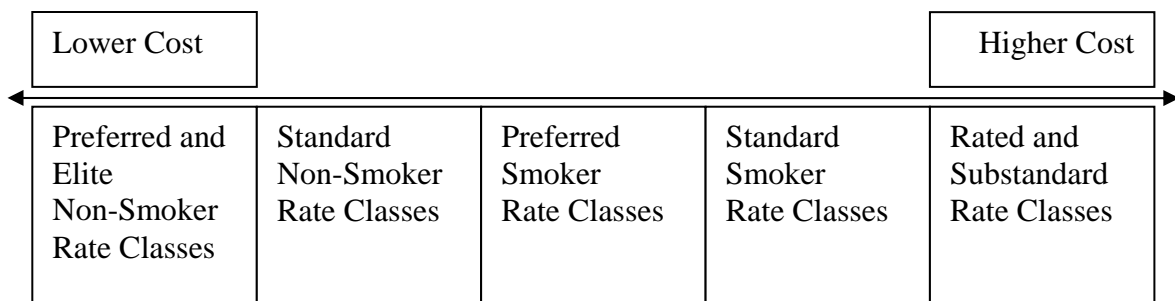 Lower Cost
Higher Cost
Preferred and
Elite
Non-Smoker
Rate Classes
Standard
Non-Smoker
Rate Classes
Preferred
Smoker
Rate Classes
Standard
Smoker
Rate Classes
Rated and
Substandard
Rate Classes